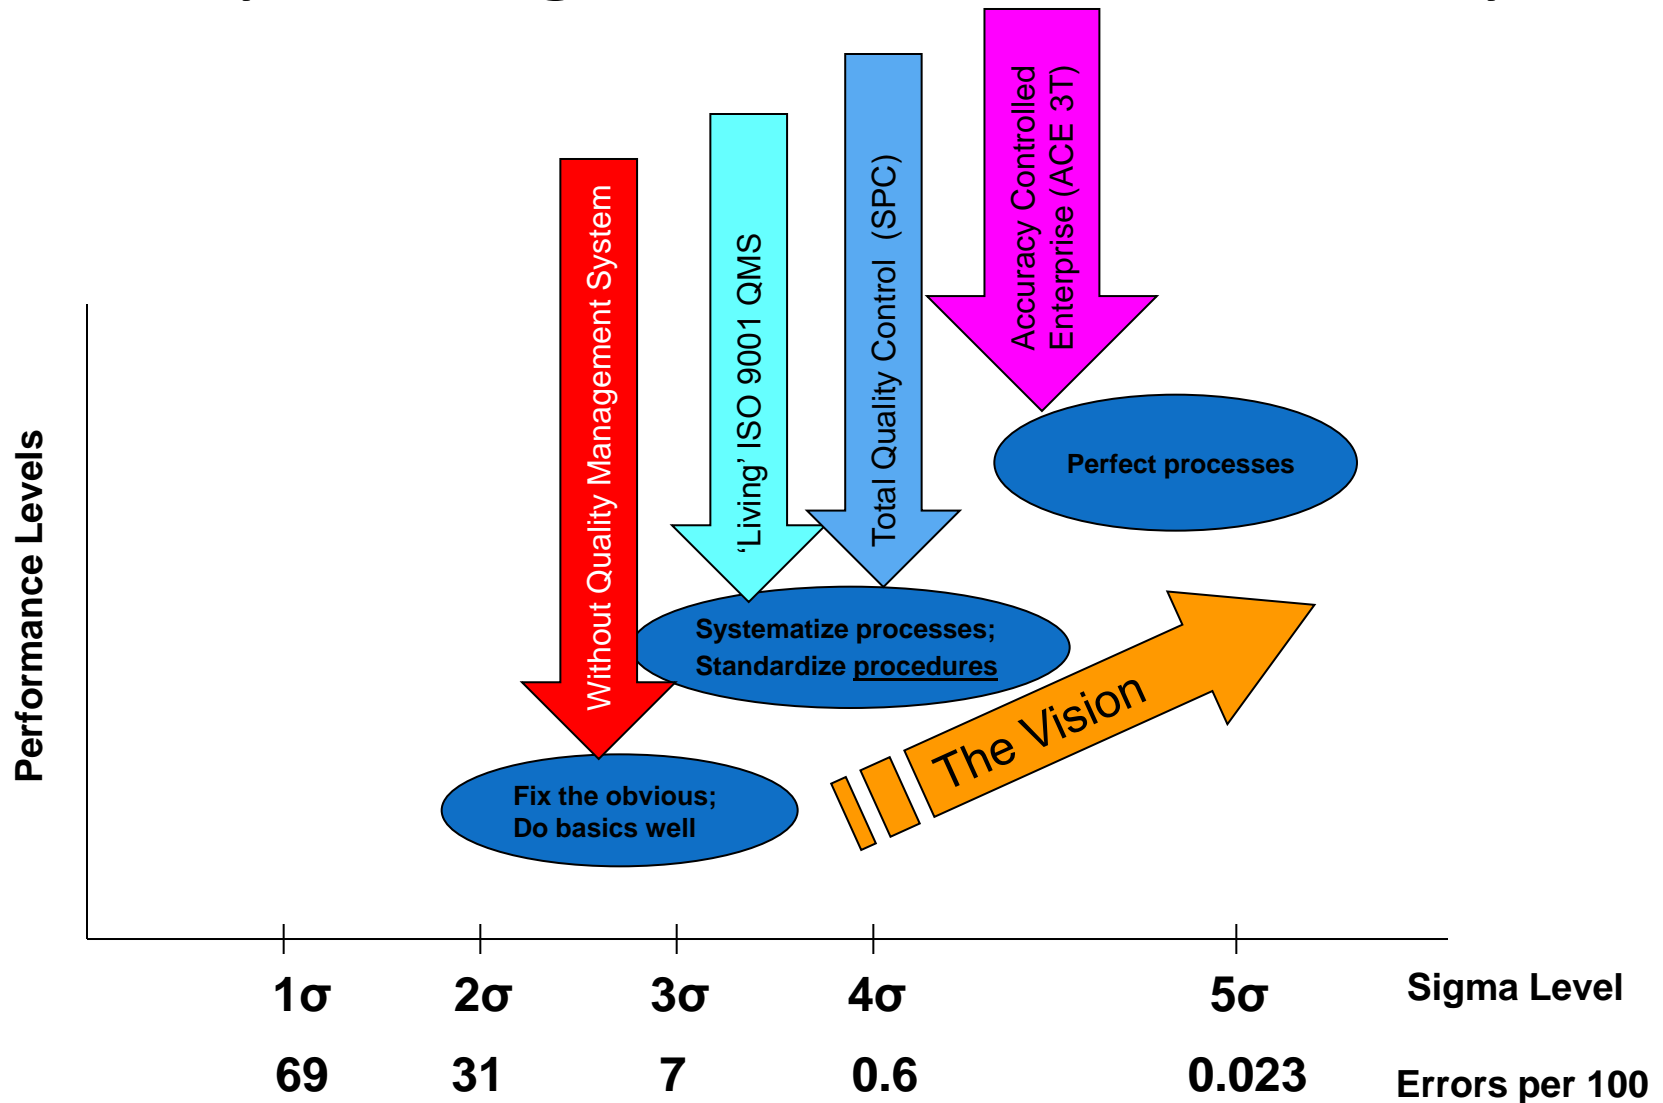 Accuracy Controlled
Enterprise (ACE 3T)
Total Quality Control (SPC)
‘Living’ ISO 9001 QMS
Without Quality Management System
Performance Levels
Perfect processes
Systematize processes;
Standardize procedures
The Vision
Fix the obvious;
Do basics well
1σ 2σ 3σ 4σ 5σ Sigma Level
69 31 7 0.6 0.023 Errors per 100